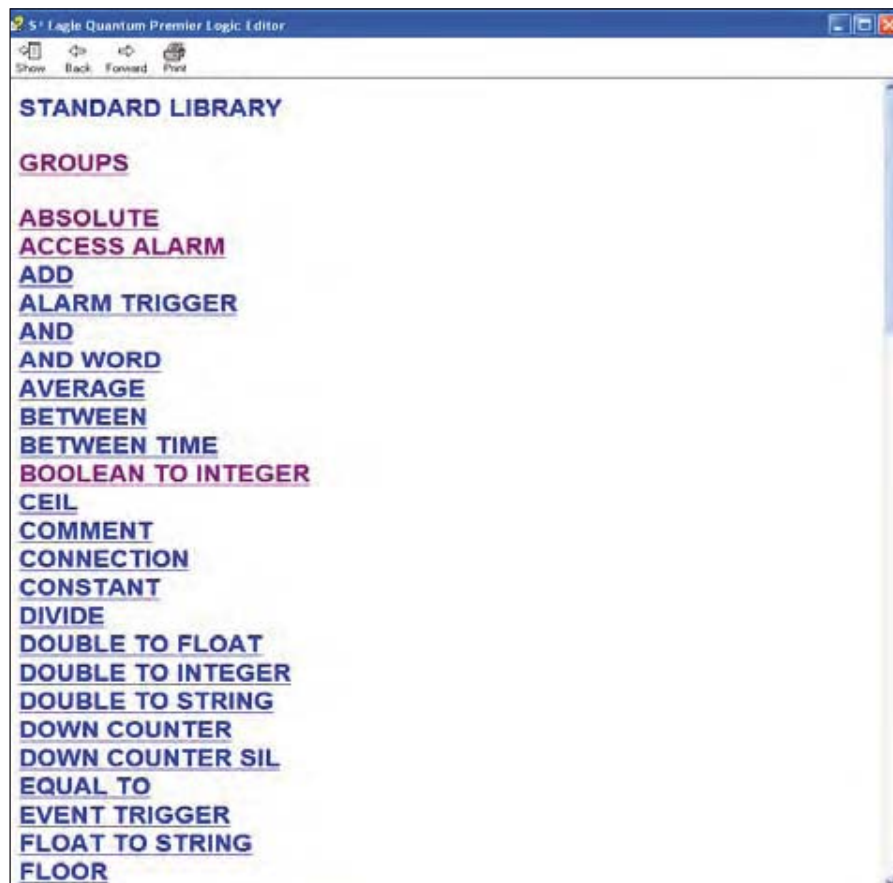 S³ Eagle Quantum Premier Logic Editor
Show Back Forward Print
STANDARD LIBRARY
GROUPS
ABSOLUTE
ACCESS ALARM
ADD
ALARM TRIGGER
AND
AND WORD
AVERAGE
BETWEEN
BETWEEN TIME
BOOLEAN TO INTEGER
CEIL
COMMENT
CONNECTION
CONSTANT
DIVIDE
DOUBLE TO FLOAT
DOUBLE TO INTEGER
DOUBLE TO STRING
DOWN COUNTER
DOWN COUNTER SIL
EQUAL TO
EVENT TRIGGER
FLOAT TO STRING
FLOOR